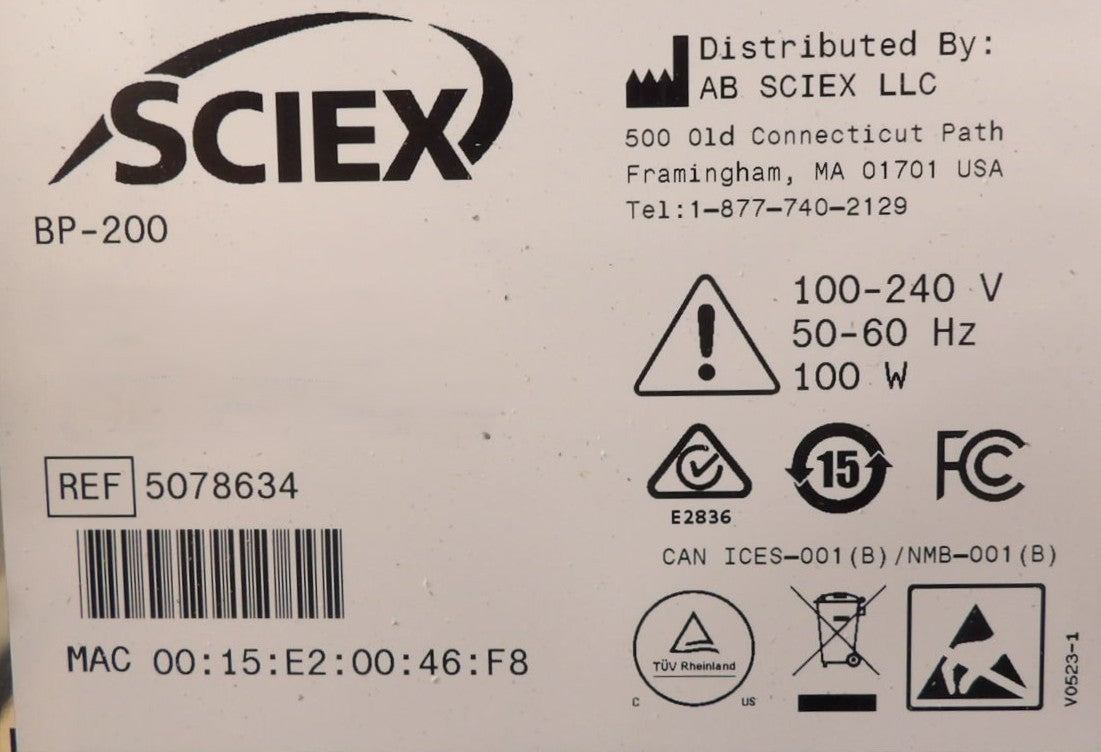 SCIEX
BP-200
REF 5078634
MAC 00:15:E2:00:46:F8
Distributed By:
AB SCIEX LLC
500 Old Connecticut Path
Framingham, MA 01701 USA
Tel:1-877-740-2129
100-240 V
50-60 Hz
100 W
E2836
15
FC
CAN ICES-001(B)/NMB-001(B)
TÜV Rheinland
C US
V0523-1